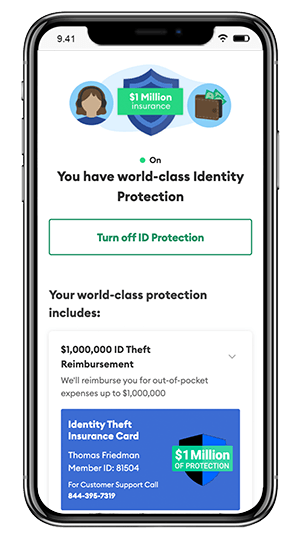 9.41
$1 Million
insurance
On
You have world-class Identity
Protection
Turn off ID Protection
Your world-class protection
includes:
$1,000,000 ID Theft
Reimbursement
We'll reimburse you for out-of-pocket
expenses up to $1,000,000
Identity Theft
Insurance Card
Thomas Friedman
Member ID: 81504
For Customer Support Call
844-395-7319
$1 Million
OF PROTECTION